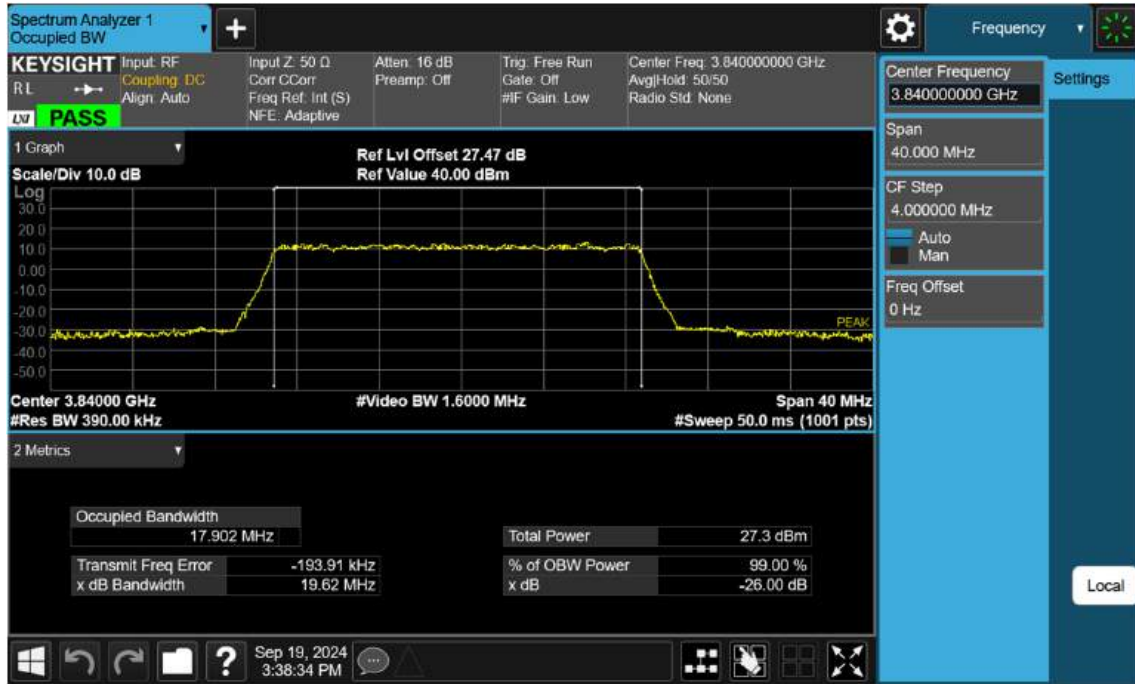 Spectrum Analyzer 1
Occupied BW
Frequency
KEYSIGHT
R L
LXI
PASS
Input: RF
Coupling: DC
Align: Auto
Input Z: 50 Ω
Corr CCorr
Freq Ref: Int (S)
NFE: Adaptive
Atten: 16 dB
Preamp: Off
Trig: Free Run
Gate: Off
#IF Gain: Low
Center Freq: 3.840000000 GHz
Avg|Hold: 50/50
Radio Std: None
1 Graph
Scale/Div 10.0 dB
Ref Lvl Offset 27.47 dB
Ref Value 40.00 dBm
Log
30.0
20.0
10.0
0.00
-10.0
-20.0
-30.0
-40.0
-50.0
PEAK
Center 3.84000 GHz
#Video BW 1.6000 MHz
Span 40 MHz
#Res BW 390.00 kHz
#Sweep 50.0 ms (1001 pts)
2 Metrics
Occupied Bandwidth
17.902 MHz
Total Power 27.3 dBm
Transmit Freq Error -193.91 kHz
% of OBW Power 99.00 %
x dB Bandwidth 19.62 MHz
x dB -26.00 dB
Center Frequency
3.840000000 GHz
Settings
Span
40.000 MHz
CF Step
4.000000 MHz
Auto
Man
Freq Offset
0 Hz
Local
?
Sep 19, 2024
3:38:34 PM